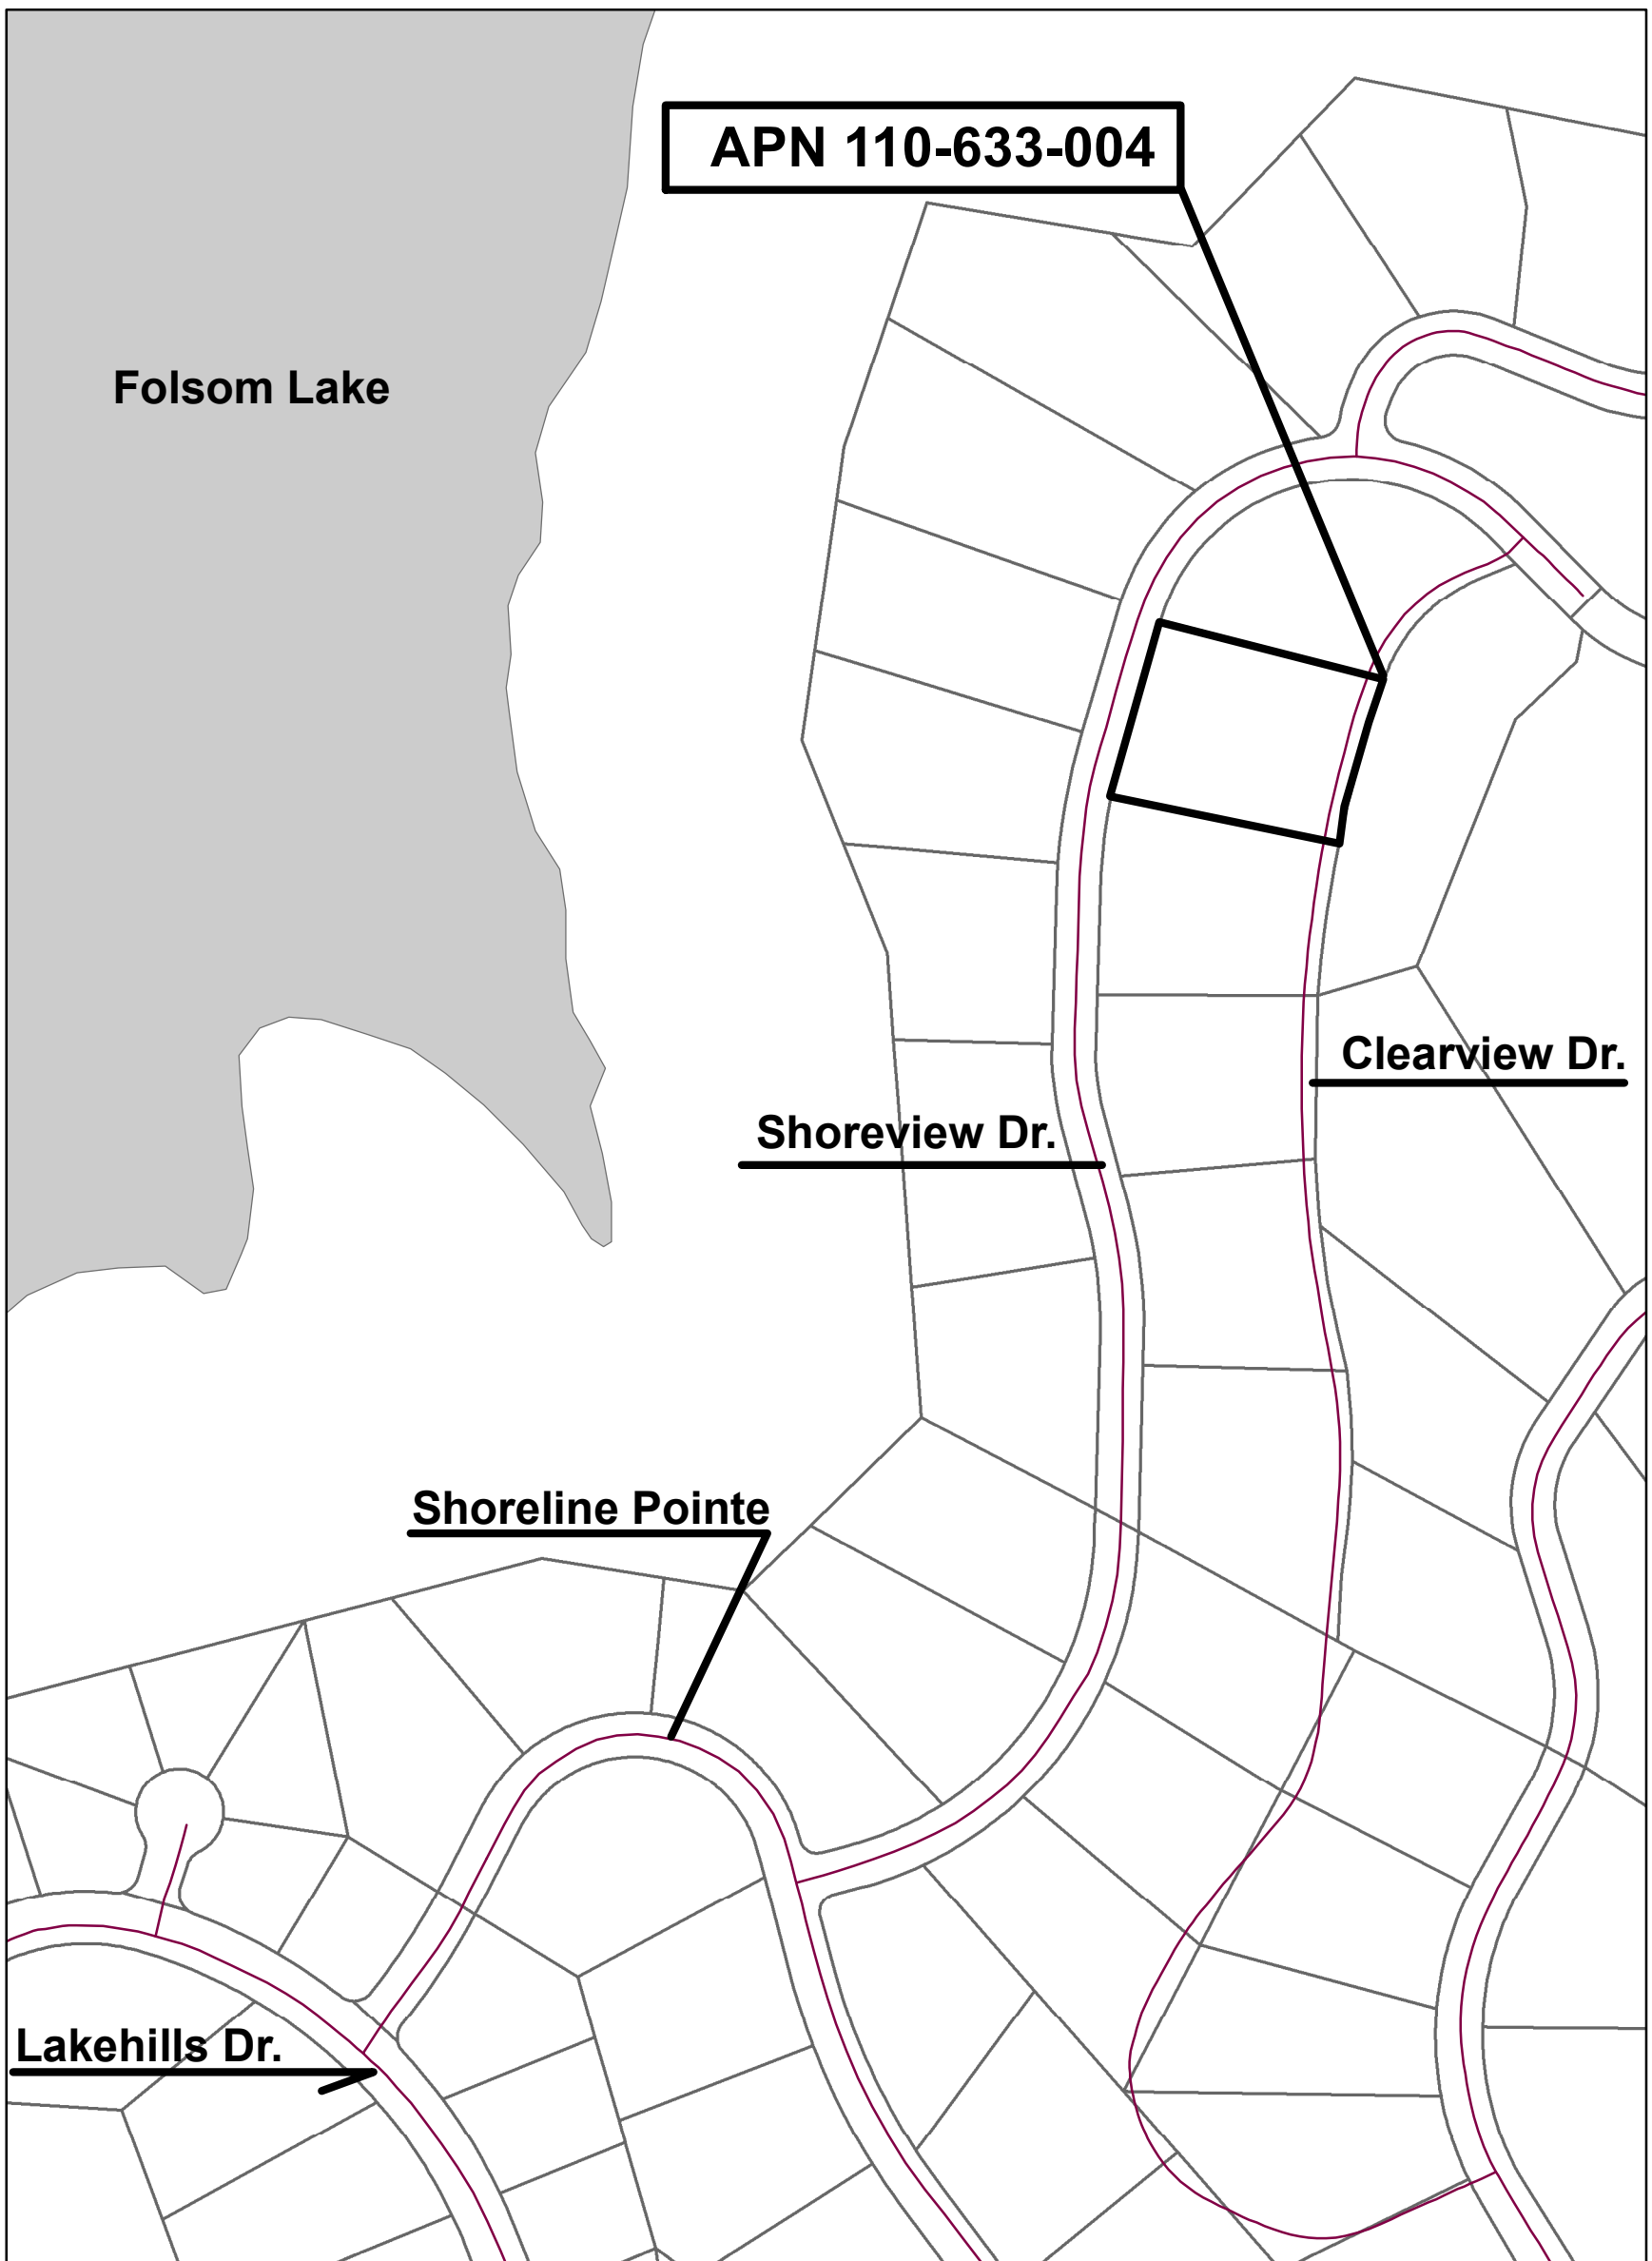 APN 110-633-004
Folsom Lake
Clearview Dr.
Shoreview Dr.
Shoreline Pointe
Lakehills Dr.